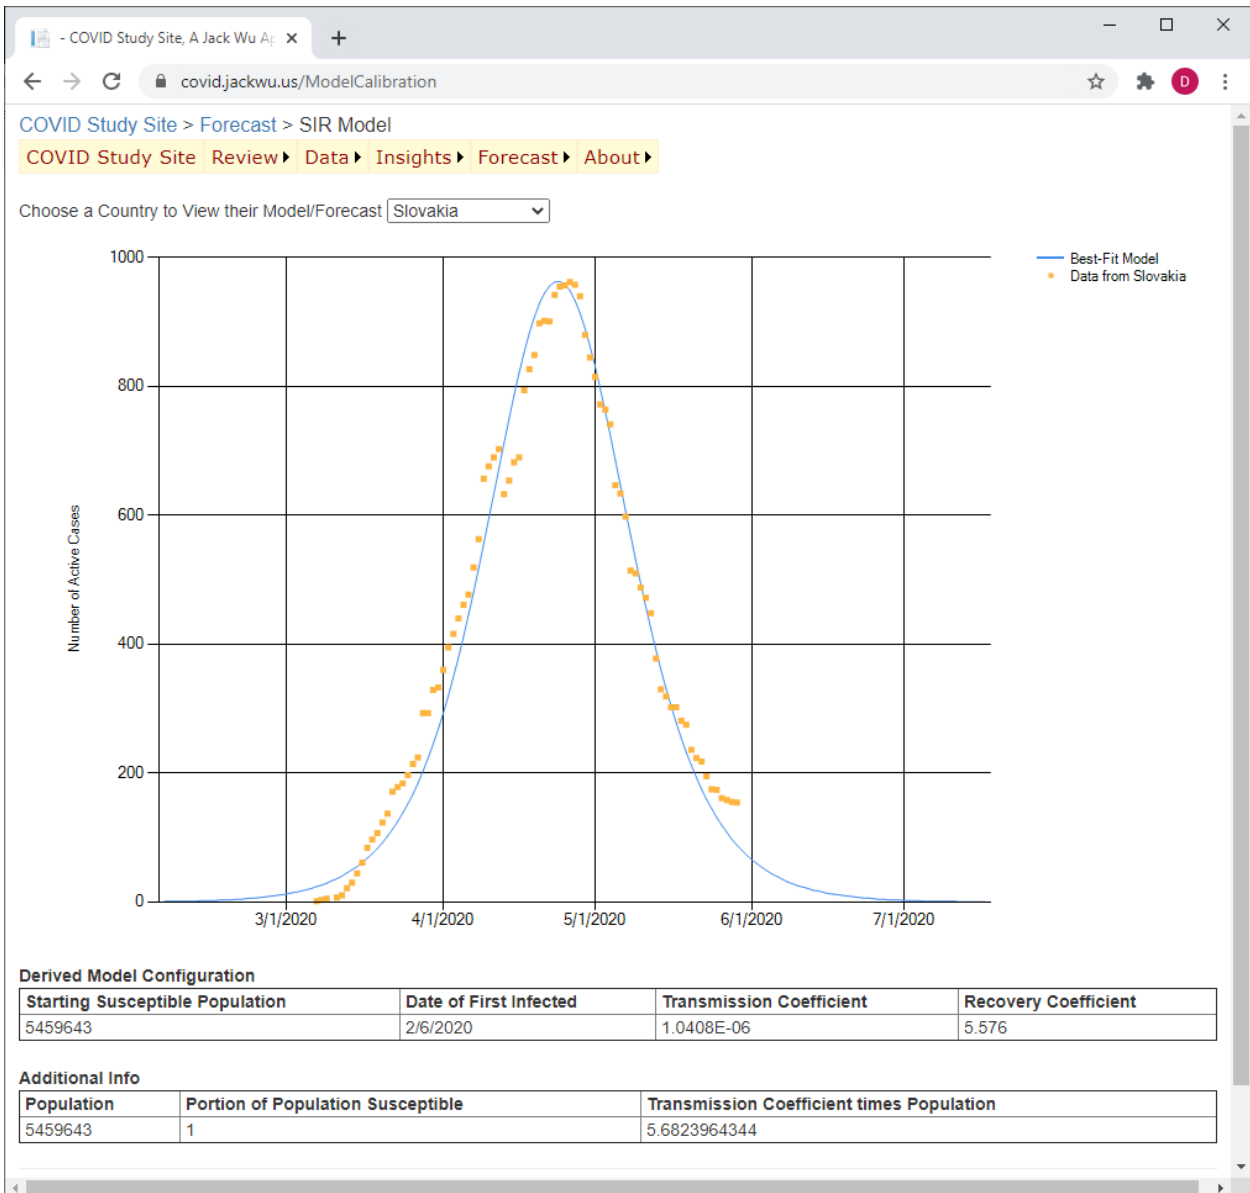 - COVID Study Site, A Jack Wu Ap
covid.jackwu.us/ModelCalibration
D
COVID Study Site > Forecast > SIR Model
COVID Study Site Review Data Insights Forecast About
Choose a Country to View their Model/Forecast Slovakia
1000
800
600
400
200
0
Number of Active Cases
3/1/2020 4/1/2020 5/1/2020 6/1/2020 7/1/2020
Best-Fit Model
Data from Slovakia
Derived Model Configuration
Starting Susceptible Population Date of First Infected Transmission Coefficient Recovery Coefficient
5459643 2/6/2020 1.0408E-06 5.576
Additional Info
Population Portion of Population Susceptible Transmission Coefficient times Population
5459643 1 5.6823964344